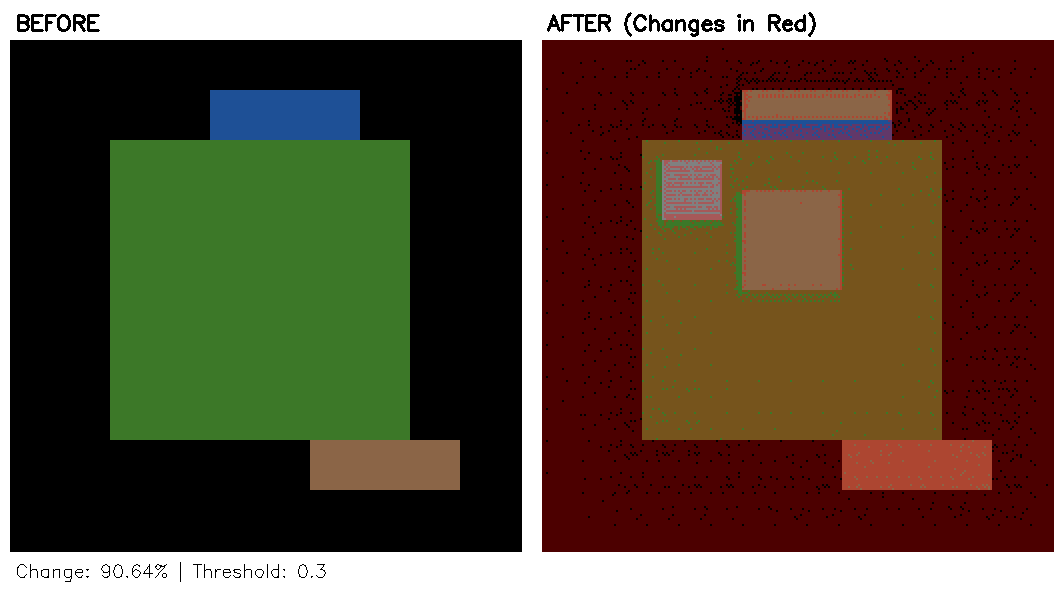 BEFORE
AFTER (Changes in Red)
Change: 90.64% | Threshold: 0.3